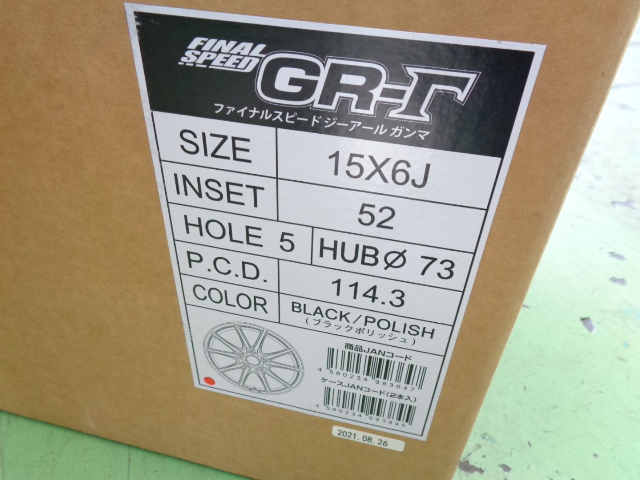 FINAL SPEED GR-Γ
ファイナルスピード ジーアール ガンマ
SIZE 15X6J
INSET 52
HOLE 5 HUBØ 73
P.C.D. 114.3
COLOR BLACK/POLISH
(ブラックポリッシュ)
商品JANコード
4 580234 993647
ケースJANコード(2本入)
2021.08.26